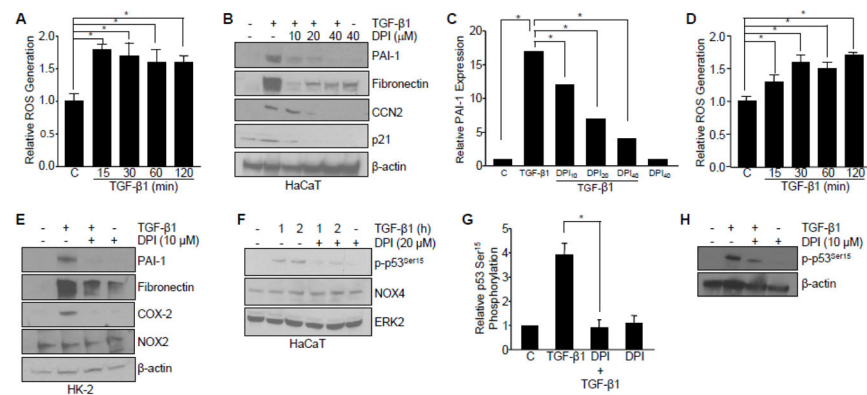 A
*
*
*
*
Relative ROS Generation
2.0
1.5
1.0
0.5
0
C 15 30 60 120
TGF-β1 (min)
B
- + + + + - TGF-β1
- - 10 20 40 40 DPI (µM)
PAI-1
Fibronectin
CCN2
p21
β-actin
HaCaT
C
* *
*
*
Relative PAI-1 Expression
20
15
10
5
0
C TGF-β1 DPI10 DPI20 DPI40 DPI40
TGF-β1
D
*
*
*
*
Relative ROS Generation
2.0
1.5
1.0
0.5
0
C 15 30 60 120
TGF-β1 (min)
E
- + + - TGF-β1
- - + + DPI (10 µM)
PAI-1
Fibronectin
COX-2
NOX2
β-actin
HK-2
F
- 1 2 1 2 - TGF-β1 (h)
- - - + + + DPI (20 µM)
p-p53Ser15
NOX4
ERK2
HaCaT
G
*
Relative p53 Ser15
Phosphorylation
5.0
4.0
3.0
2.0
1.0
0
C TGF-β1 DPI DPI
+
TGF-β1
H
- + + - TGF-β1
- - + + DPI (10 µM)
p-p53Ser15
β-actin